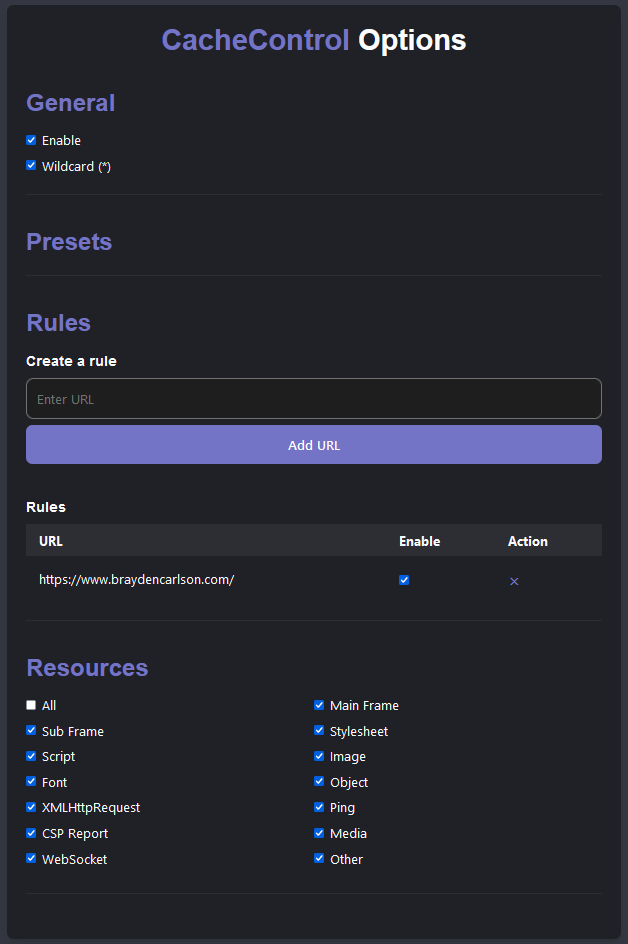 CacheControl Options
General
Enable
Wildcard (*)
Presets
Rules
Create a rule
Enter URL
Add URL
Rules
URL Enable Action
https://www.braydencarlson.com/ ×
Resources
All Main Frame
Sub Frame Stylesheet
Script Image
Font Object
XMLHttpRequest Ping
CSP Report Media
WebSocket Other